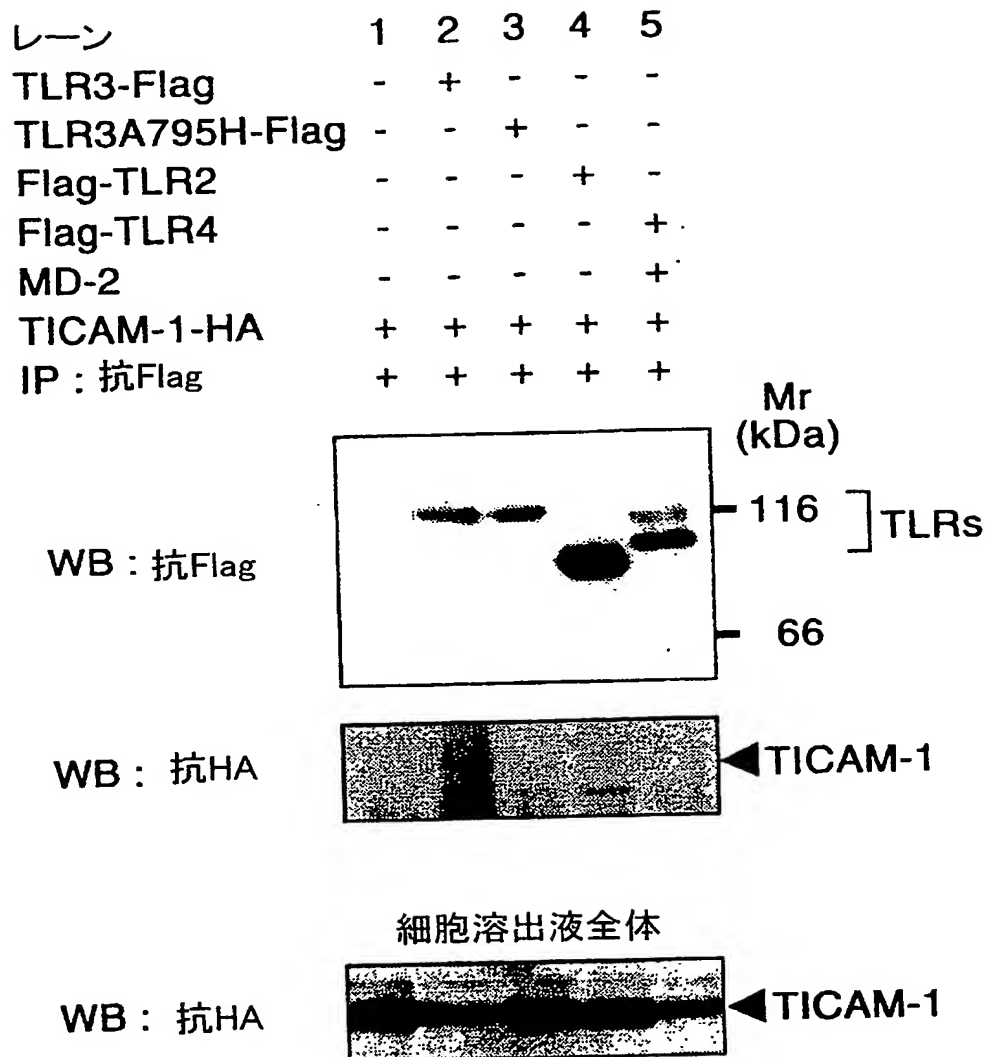 レーン 1 2 3 4 5
TLR3-Flag - + - - -
TLR3A795H-Flag - - + - -
Flag-TLR2 - - - + -
Flag-TLR4 - - - - +
MD-2 - - - - +
TICAM-1-HA + + + + +
IP : 抗Flag + + + + +
Mr
(kDa)
116
TLRs
WB : 抗Flag
66
WB : 抗HA
TICAM-1
細胞溶出液全体
WB : 抗HA
TICAM-1